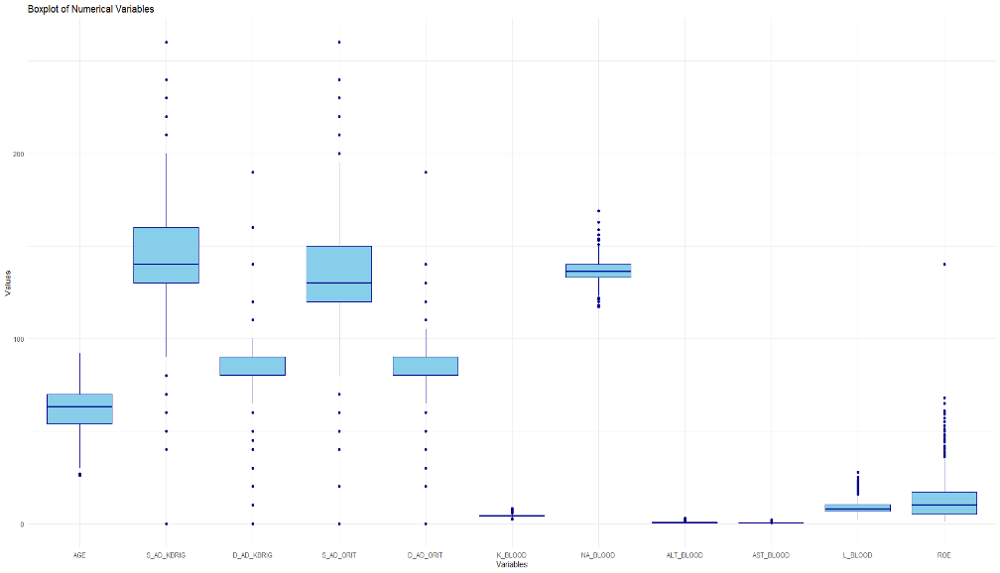 Boxplot of Numerical Variables
200
100
0
Values
AGE S_AD_KBRIG D_AD_KBRIG S_AD_ORIT D_AD_ORIT K_BLOOD NA_BLOOD ALT_BLOOD AST_BLOOD L_BLOOD ROE
Variables